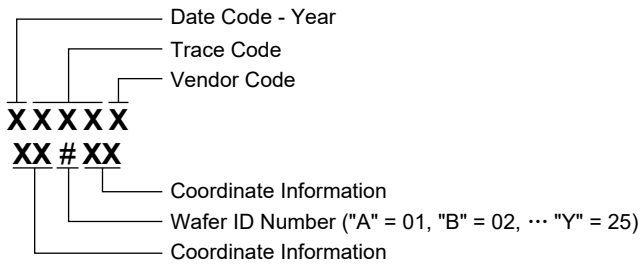 Date Code - Year
Trace Code
Vendor Code
X X X X X
XX # XX
Coordinate Information
Wafer ID Number ("A" = 01, "B" = 02, ··· "Y" = 25)
Coordinate Information